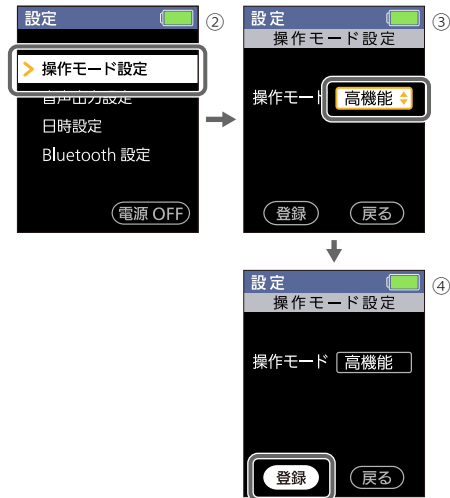 設定
②
操作モード設定
音声出力設定
日時設定
Bluetooth 設定
電源 OFF
設定
③
操作モード設定
操作モード 高機能
登録 戻る
設定
④
操作モード設定
操作モード 高機能
登録 戻る